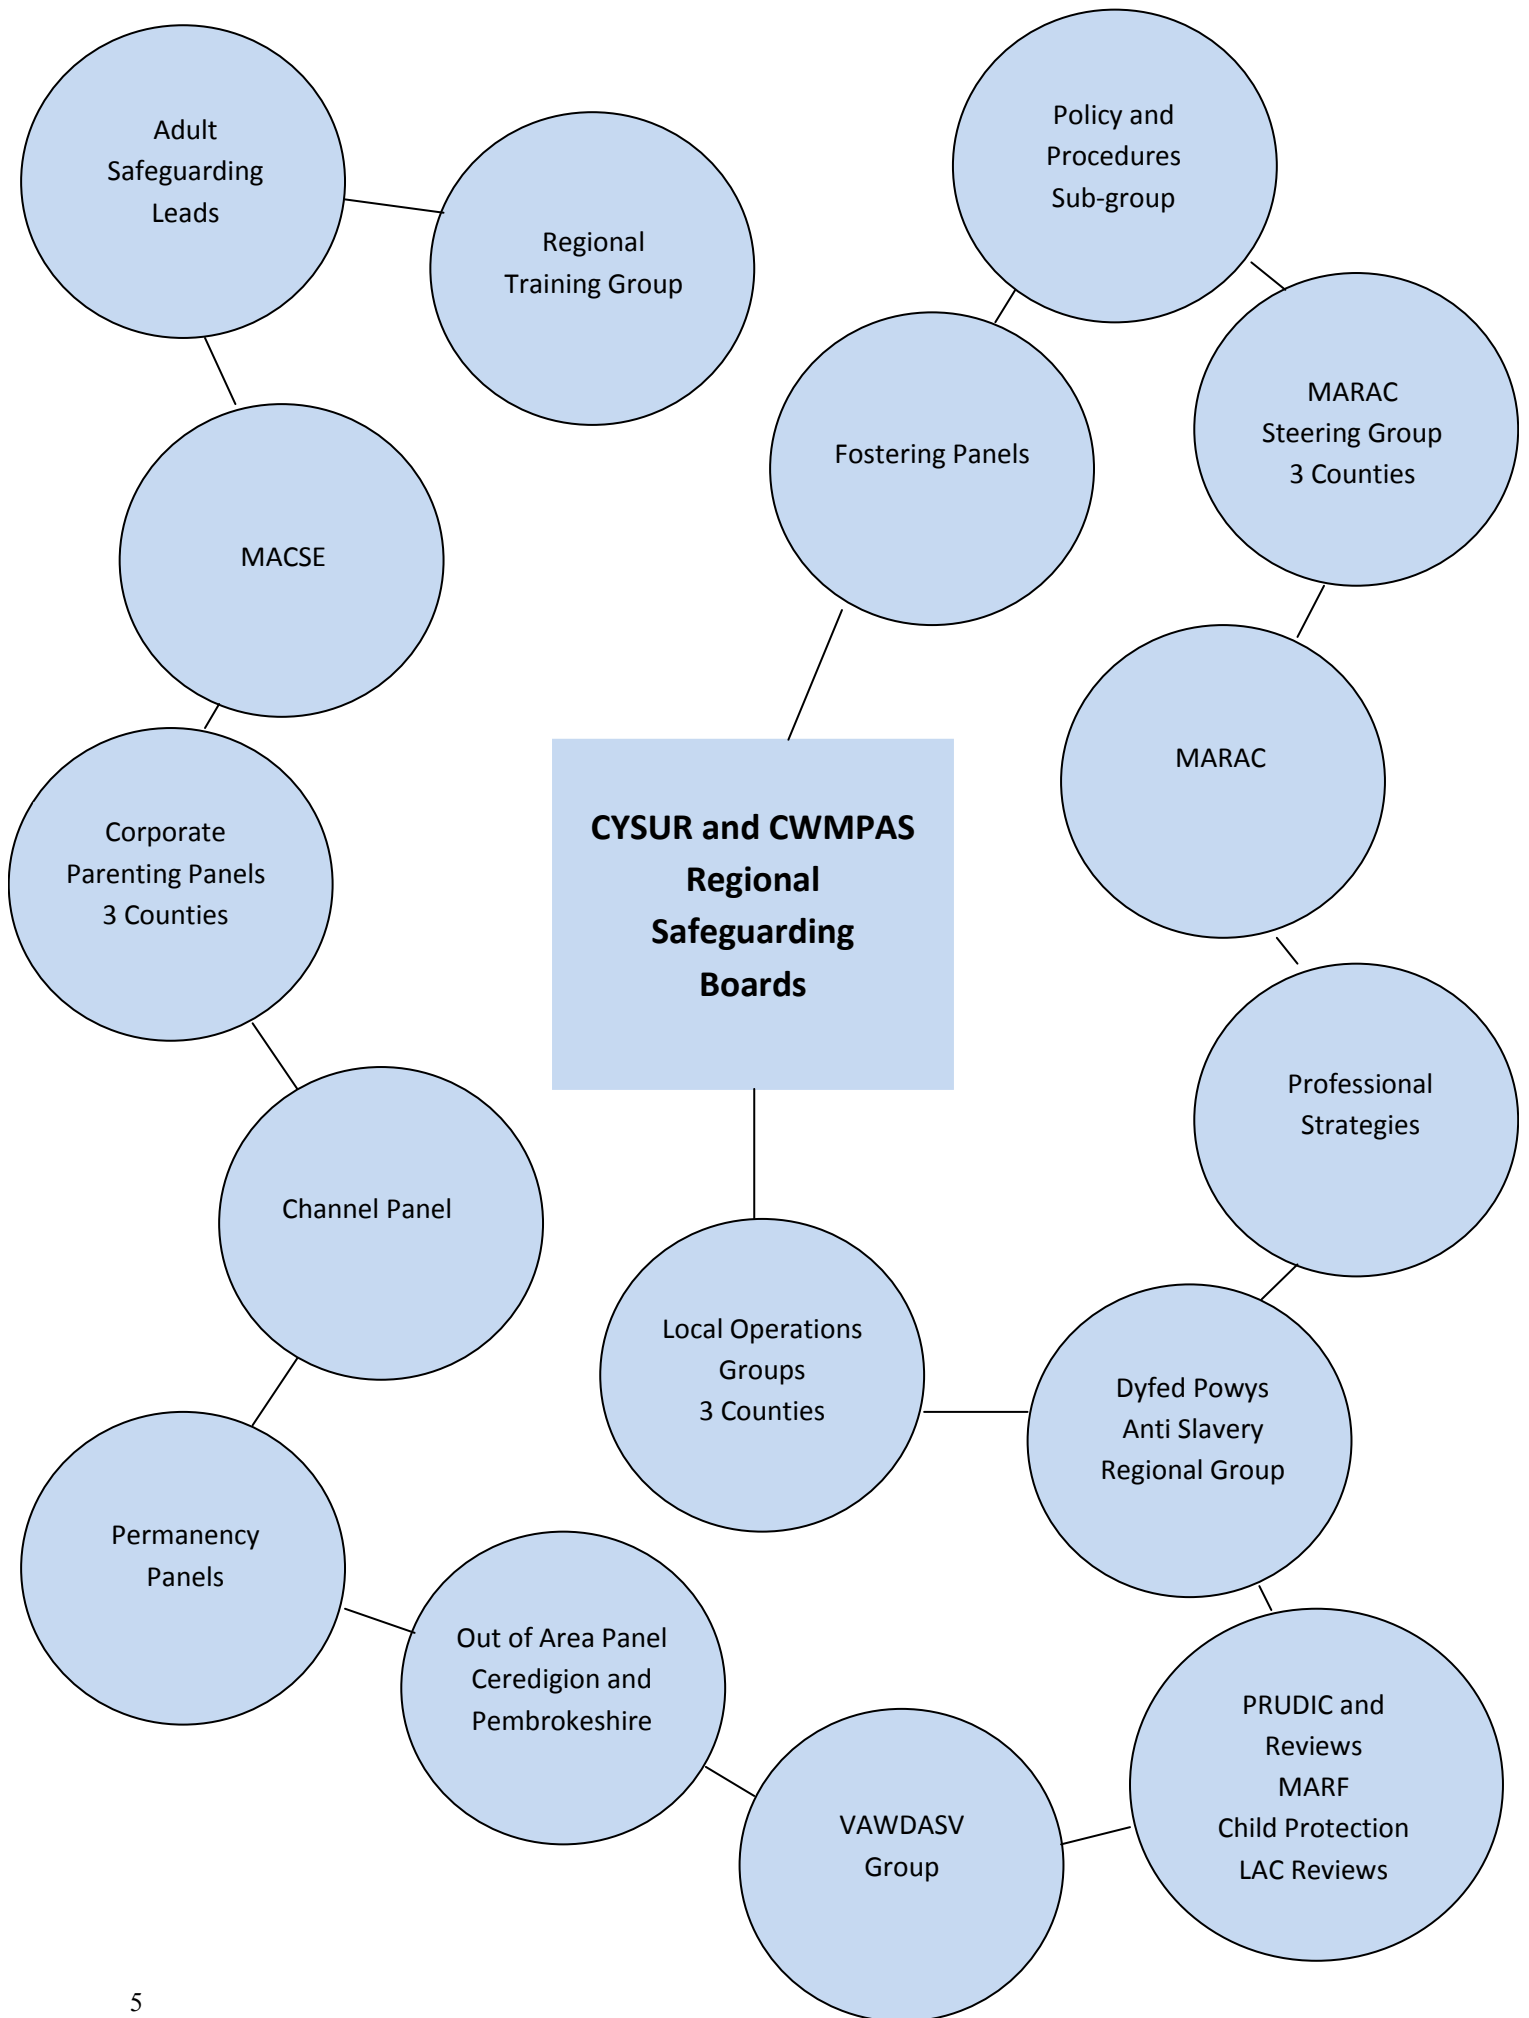 Adult
Safeguarding
Leads
Regional
Training Group
Policy and
Procedures
Sub-group
Fostering Panels
MARAC
Steering Group
3 Counties
MACSE
MARAC
CYSUR and CWMPAS
Regional
Safeguarding
Boards
Corporate
Parenting Panels
3 Counties
Professional
Strategies
Channel Panel
Local Operations
Groups
3 Counties
Dyfed Powys
Anti Slavery
Regional Group
Permanency
Panels
Out of Area Panel
Ceredigion and
Pembrokeshire
PRUDIC and
Reviews
MARF
Child Protection
LAC Reviews
VAWDASV
Group
5